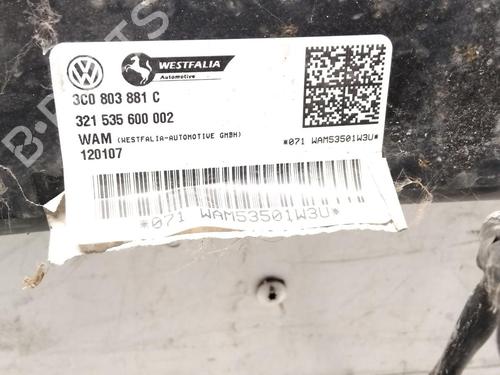 WESTFALIA
Automotive
3C0 803 881 C
321 535 600 002
WAM (WESTFALIA-AUTOMOTIVE GMBH)
120107
*071 WAM53501W3U*
*071 WAM53501W3U*